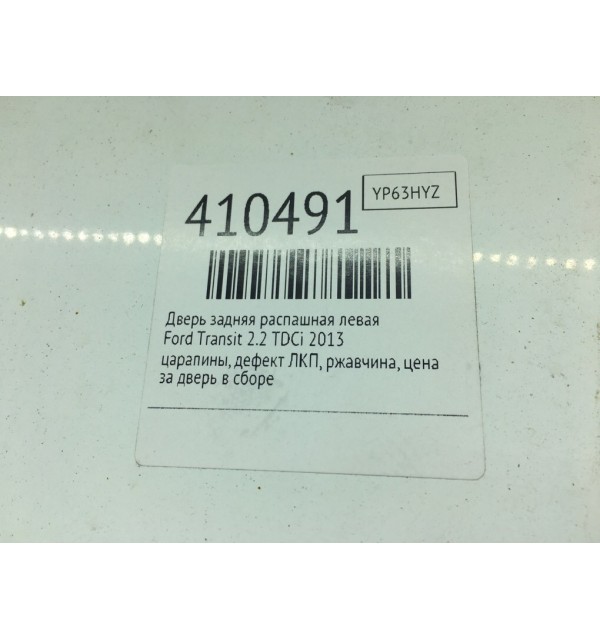 YP63HYZ
410491
Дверь задняя распашная левая
Ford Transit 2.2 TDCi 2013
царапины, дефект ЛКП, ржавчина, цена
за дверь в сборе